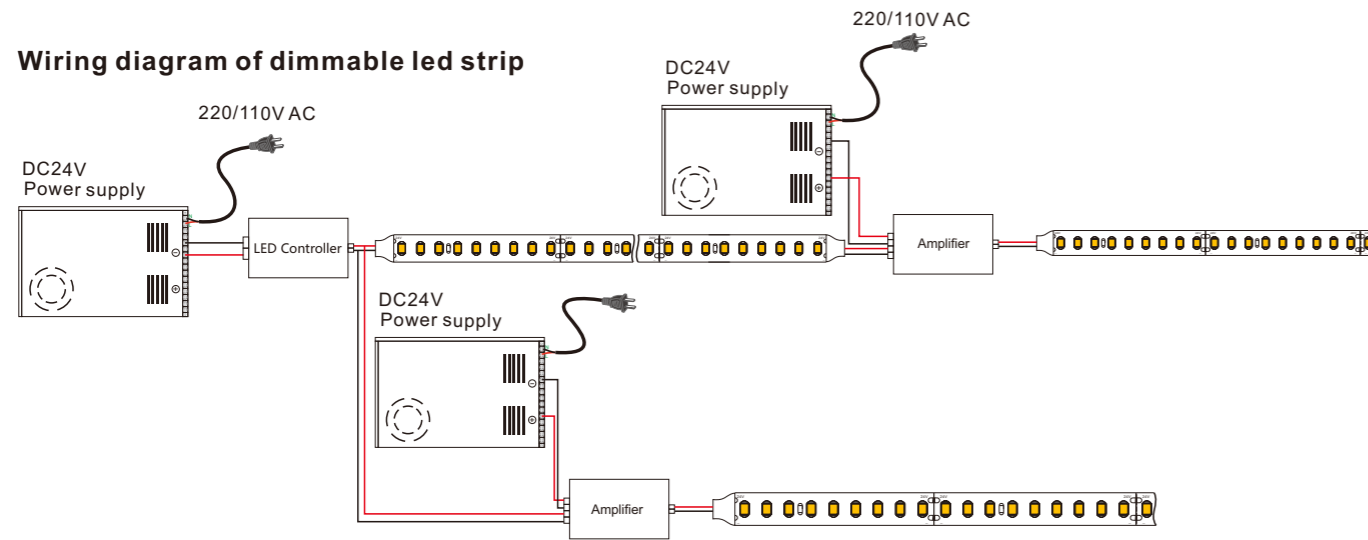 Wiring diagram of dimmable led strip
220/110V AC
DC24V
Power supply
220/110V AC
DC24V
Power supply
LED Controller
Amplifier
DC24V
Power supply
Amplifier